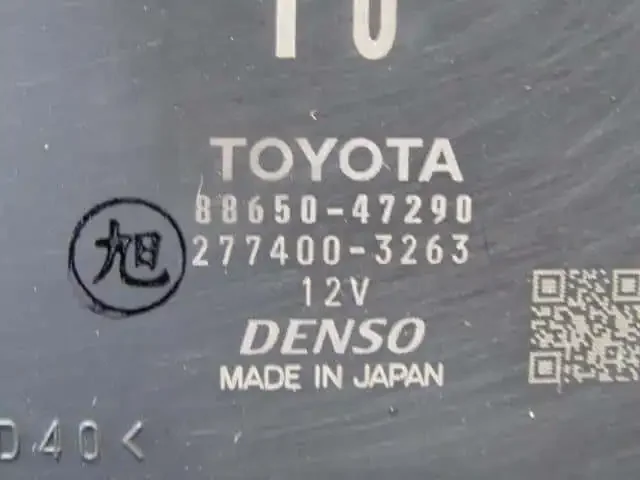 TOYOTA
88650-47290
旭
277400-3263
12V
DENSO
MADE IN JAPAN
D40<